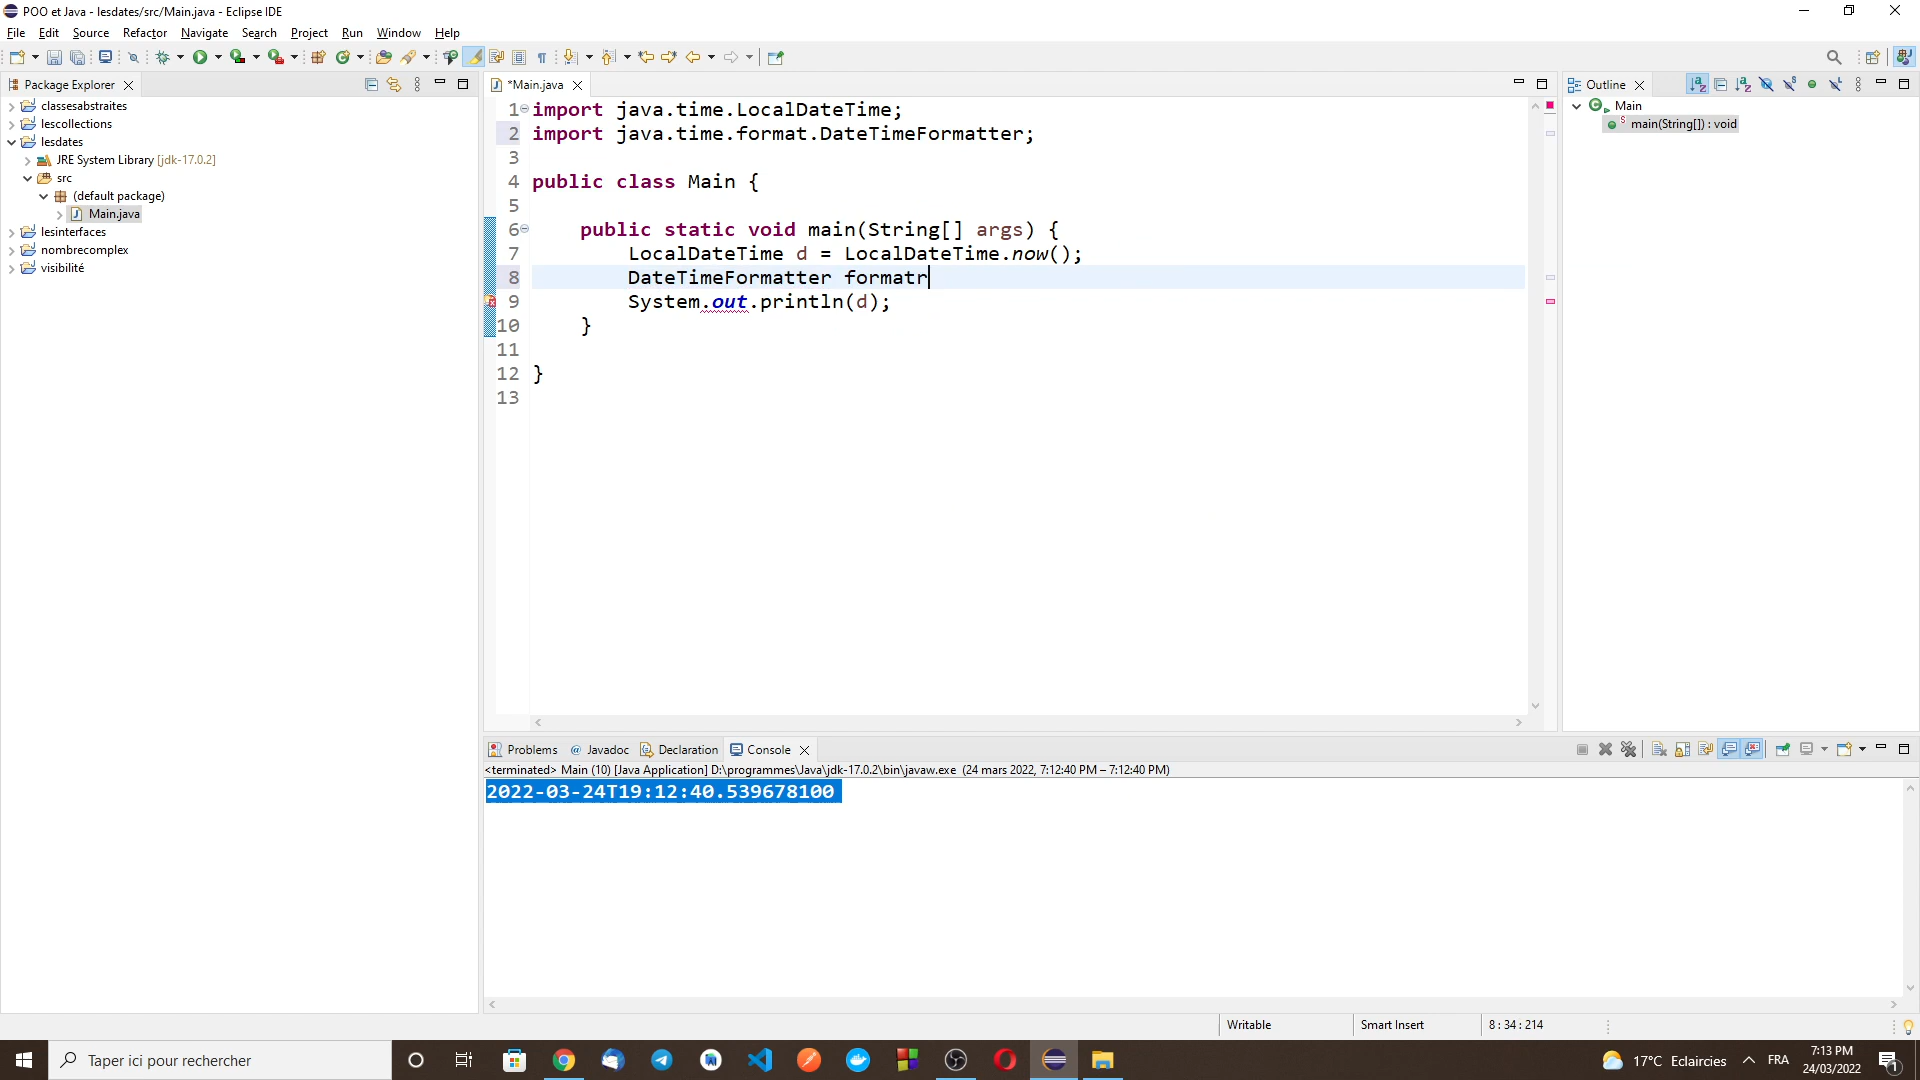 POO et Java - lesdates/src/Main.java - Eclipse IDE
File Edit Source Refactor Navigate Search Project Run Window Help
Package Explorer
classesabstraites
lescollections
lesdates
JRE System Library [jdk-17.0.2]
src
(default package)
Main.java
lesinterfaces
nombrecomplex
visibilité
*Main.java
1 import java.time.LocalDateTime;
2 import java.time.format.DateTimeFormatter;
3
4 public class Main {
5
6 public static void main(String[] args) {
7 LocalDateTime d = LocalDateTime.now();
8 DateTimeFormatter formatr
9 System.out.println(d);
10 }
11
12 }
13
Outline
Main
main(String[]) : void
Problems Javadoc Declaration Console
<terminated> Main (10) [Java Application] D:\programmes\Java\jdk-17.0.2\bin\javaw.exe (24 mars 2022, 7:12:40 PM – 7:12:40 PM)
2022-03-24T19:12:40.539678100
Writable Smart Insert 8 : 34 : 214
Taper ici pour rechercher
17°C Eclaircies FRA
7:13 PM
24/03/2022
1